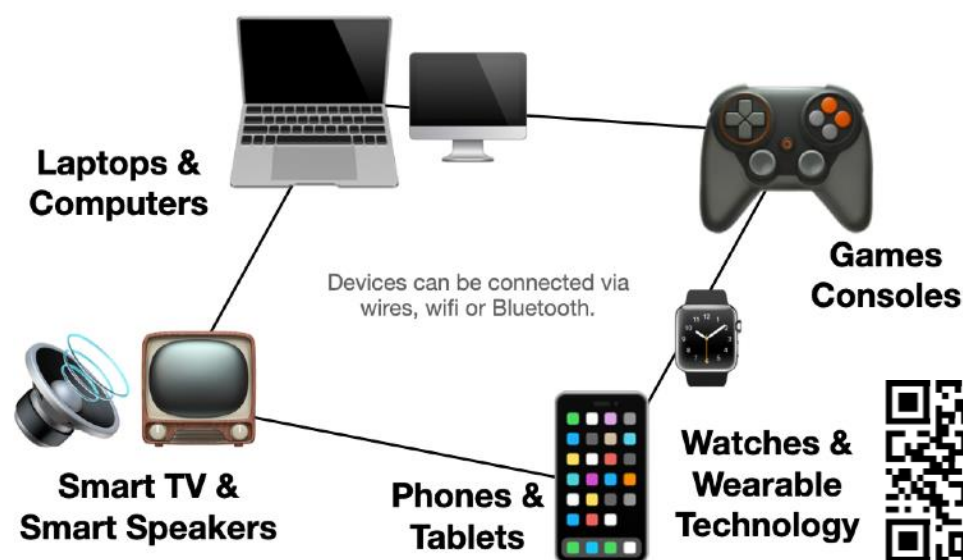 Laptops &
Computers
Games
Consoles
Devices can be connected via
wires, wifi or Bluetooth.
Smart TV &
Smart Speakers
Phones &
Tablets
Watches &
Wearable
Technology